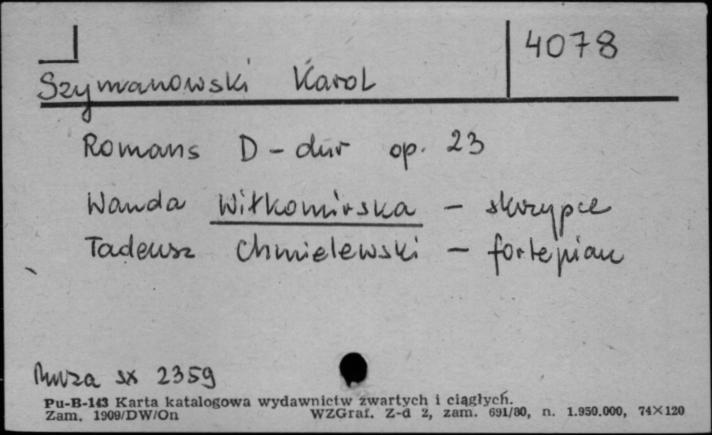 4078
Szymanowski Karol
Romans D-dur op. 23
Wanda Wiłkomirska - skrzypce
Tadeusz Chmielewski - fortepian
Muza sx 2359
Pu-B-143 Karta katalogowa wydawnictw zwartych i ciągłych.
Zam. 1909/DW/On WZGraf. Z-d 2, zam. 691/80, n. 1.950.000, 74×120